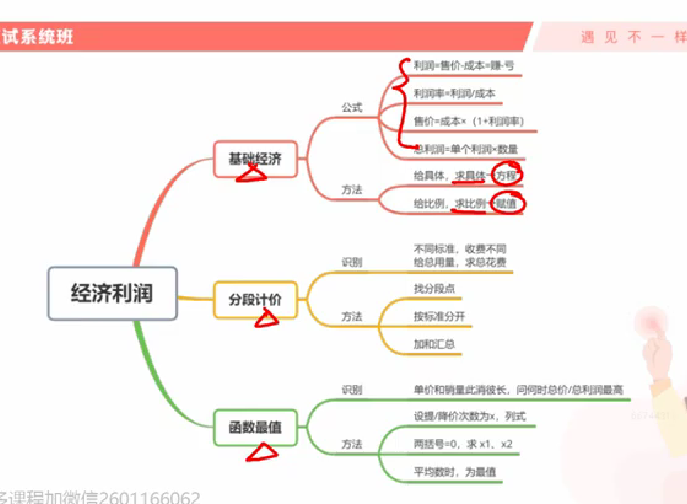 试系统班
遇见不一样
利润=售价-成本=赚-亏
利润率=利润/成本
公式
售价=成本×（1+利润率）
总利润=单个利润×数量
基础经济
给具体，求具体--方程
方法
给比例，求比例--赋值
不同标准，收费不同
识别
给总用量，求总花费
经济利润
找分段点
分段计价
方法
按标准分开
加和汇总
识别
单价和销量此消彼长，问何时总价/总利润最高
设提/降价次数为x，列式
函数最值
方法
两括号=0，求 x1、x2
平均数时，为最值
多课程加微信2601166062